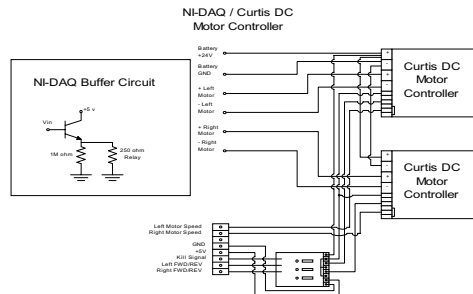 NI-DAQ / Curtis DC
Motor Controller
NI-DAQ Buffer Circuit
+5 v
Vin
1M ohm
250 ohm
Relay
Battery
+24V
Battery
GND
+ Left
Motor
- Left
Motor
+ Right
Motor
- Right
Motor
+
-
+
-
Curtis DC
Motor
Controller
+
-
+
-
Curtis DC
Motor
Controller
Left Motor Speed
Right Motor Speed
GND
+5V
Kill Signal
Left FWD/REV
Right FWD/REV